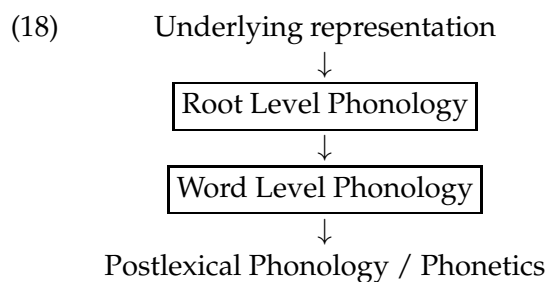 (18) Underlying representation
↓
Root Level Phonology
↓
Word Level Phonology
↓
Postlexical Phonology / Phonetics